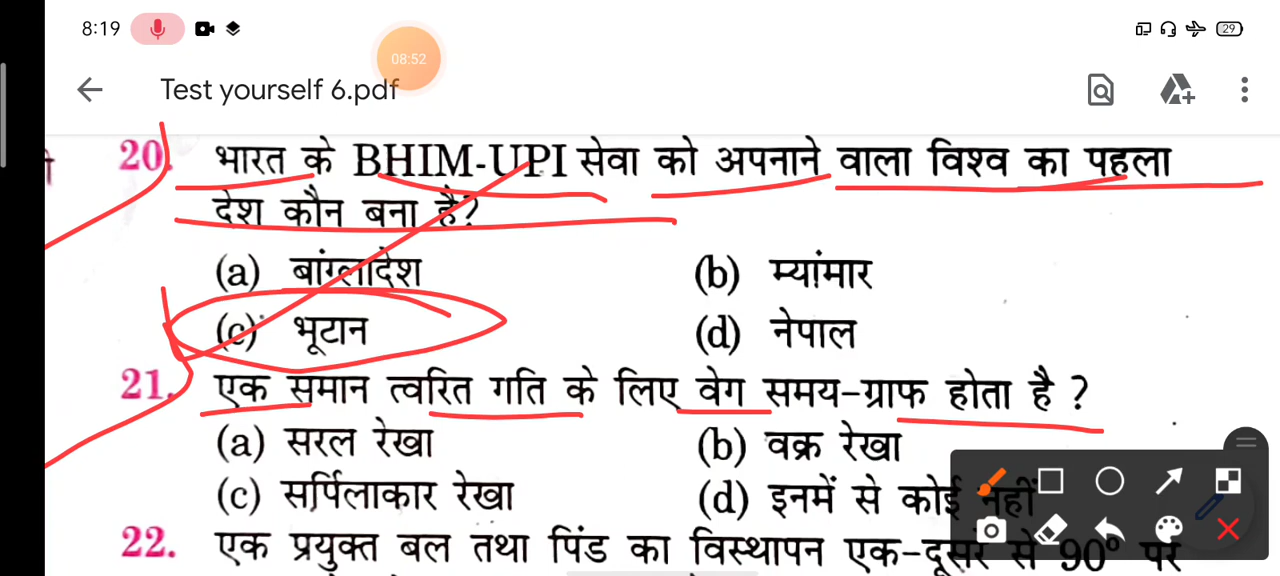 8:19
29
08:52
Test yourself 6.pdf
20. भारत के BHIM-UPI सेवा को अपनाने वाला विश्व का पहला
देश कौन बना है?
(a) बांग्लादेश (b) म्यांमार
(c) भूटान (d) नेपाल
21. एक समान त्वरित गति के लिए वेग समय-ग्राफ होता है ?
(a) सरल रेखा (b) वक्र रेखा
(c) सर्पिलाकार रेखा (d) इनमें से कोई नहीं
22. एक प्रयुक्त बल तथा पिंड का विस्थापन एक-दूसरे से 90° पर